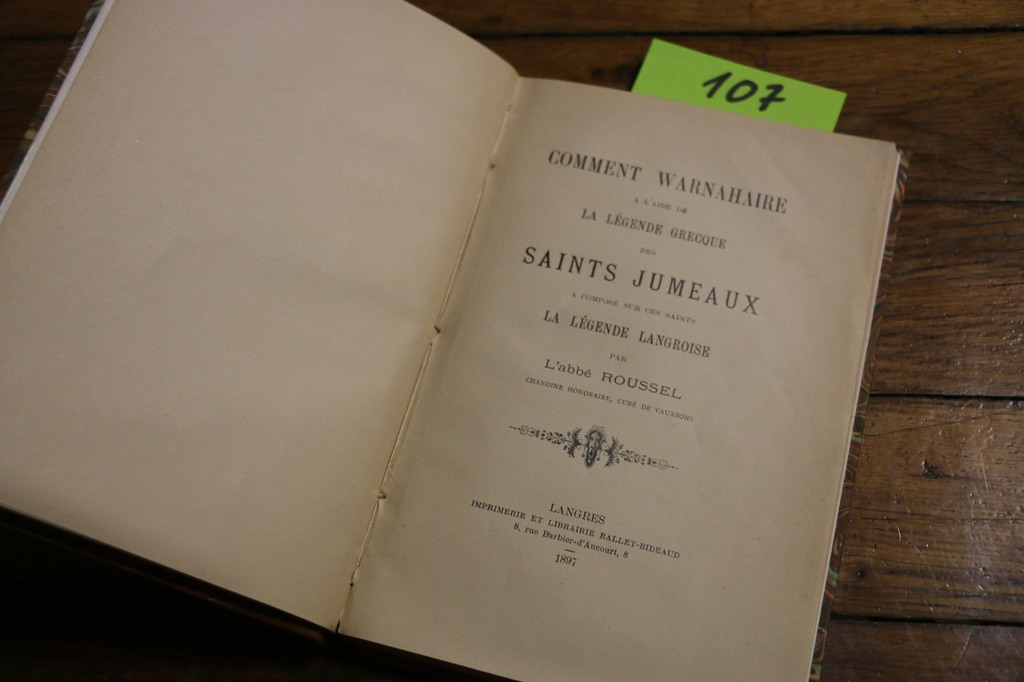 107
COMMENT WARNAHAIRE
A L'AIDE DE
LA LÉGENDE GRECQUE
DES
SAINTS JUMEAUX
A COMPOSÉ SUR CES SAINTS
LA LÉGENDE LANGROISE
PAR
L'abbé ROUSSEL
CHANOINE HONORAIRE, CURÉ DE VAUXBONS
LANGRES
IMPRIMERIE ET LIBRAIRIE RALLET-BIDEAUD
8, rue Barbier-d'Aucourt, 8
1897